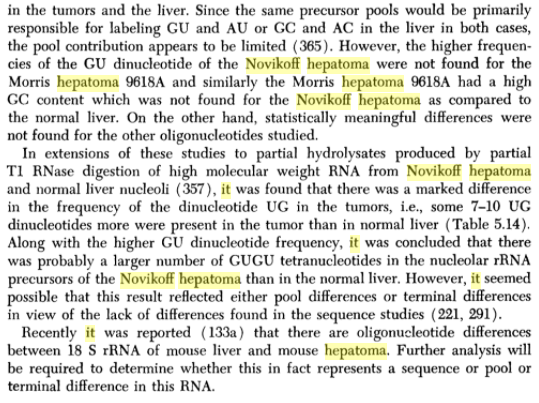 in the tumors and the liver. Since the same precursor pools would be primarily
responsible for labeling GU and AU or GC and AC in the liver in both cases,
the pool contribution appears to be limited (365). However, the higher frequen-
cies of the GU dinucleotide of the Novikoff hepatoma were not found for the
Morris hepatoma 9618A and similarly the Morris hepatoma 9618A had a high
GC content which was not found for the Novikoff hepatoma as compared to
the normal liver. On the other hand, statistically meaningful differences were
not found for the other oligonucleotides studied.
In extensions of these studies to partial hydrolysates produced by partial
T1 RNase digestion of high molecular weight RNA from Novikoff hepatoma
and normal liver nucleoli (357), it was found that there was a marked difference
in the frequency of the dinucleotide UG in the tumors, i.e., some 7–10 UG
dinucleotides more were present in the tumor than in normal liver (Table 5.14).
Along with the higher GU dinucleotide frequency, it was concluded that there
was probably a larger number of GUGU tetranucleotides in the nucleolar rRNA
precursors of the Novikoff hepatoma than in the normal liver. However, it seemed
possible that this result reflected either pool differences or terminal differences
in view of the lack of differences found in the sequence studies (221, 291).
Recently it was reported (133a) that there are oligonucleotide differences
between 18 S rRNA of mouse liver and mouse hepatoma. Further analysis will
be required to determine whether this in fact represents a sequence or pool or
terminal difference in this RNA.